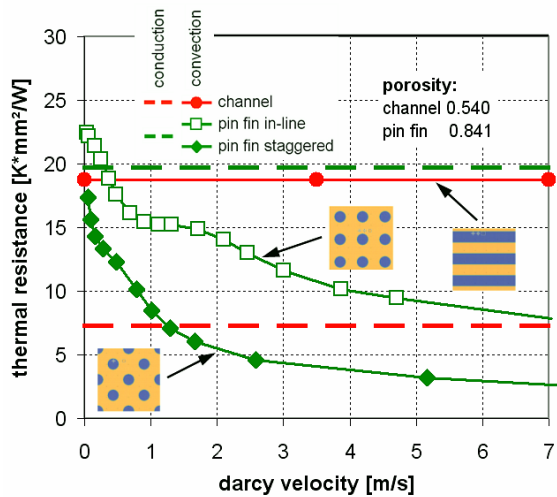 thermal resistance [K*mm²/W]
30
25
20
15
10
5
0
conduction
convection
channel
pin fin in-line
pin fin staggered
porosity:
channel 0.540
pin fin 0.841
0 1 2 3 4 5 6 7
darcy velocity [m/s]